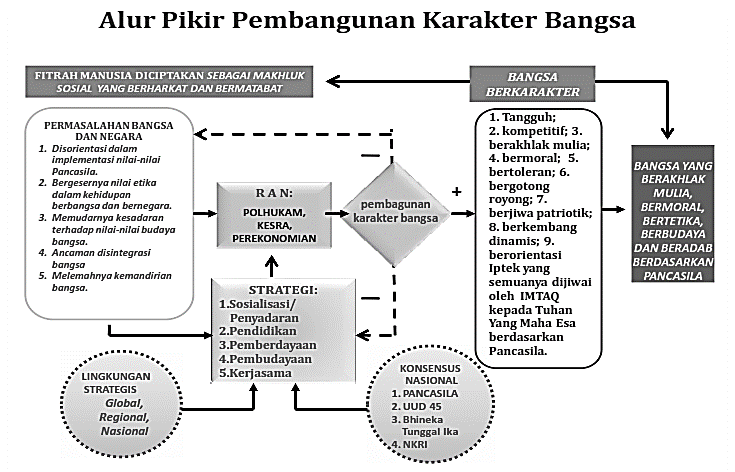 Alur Pikir Pembangunan Karakter Bangsa
FITRAH MANUSIA DICIPTAKAN SEBAGAI MAKHLUK
SOSIAL YANG BERHARKAT DAN BERMATABAT
BANGSA
BERKARAKTER
PERMASALAHAN BANGSA
DAN NEGARA
1. Disorientasi dalam
implementasi nilai-nilai
Pancasila.
2. Bergesernya nilai etika
dalam kehidupan
berbangsa dan bernegara.
3. Memudarnya kesadaran
terhadap nilai-nilai budaya
bangsa.
4. Ancaman disintegrasi
bangsa
5. Melemahnya kemandirian
bangsa.
R A N:
POLHUKAM,
KESRA,
PEREKONOMIAN
pembagunan
karakter bangsa
+
1. Tangguh;
2. kompetitif; 3.
berakhlak mulia;
4. bermoral; 5.
bertoleran; 6.
bergotong
royong; 7.
berjiwa patriotik;
8. berkembang
dinamis; 9.
berorientasi
Iptek yang
semuanya dijiwai
oleh IMTAQ
kepada Tuhan
Yang Maha Esa
berdasarkan
Pancasila.
BANGSA YANG
BERAKHLAK
MULIA,
BERMORAL,
BERTETIKA,
BERBUDAYA
DAN BERADAB
BERDASARKAN
PANCASILA
STRATEGI:
1.Sosialisasi/
Penyadaran
2.Pendidikan
3.Pemberdayaan
4.Pembudayaan
5.Kerjasama
LINGKUNGAN
STRATEGIS
Global,
Regional,
Nasional
KONSENSUS
NASIONAL
1. PANCASILA
2. UUD 45
3. Bhineka
Tunggal Ika
4. NKRI